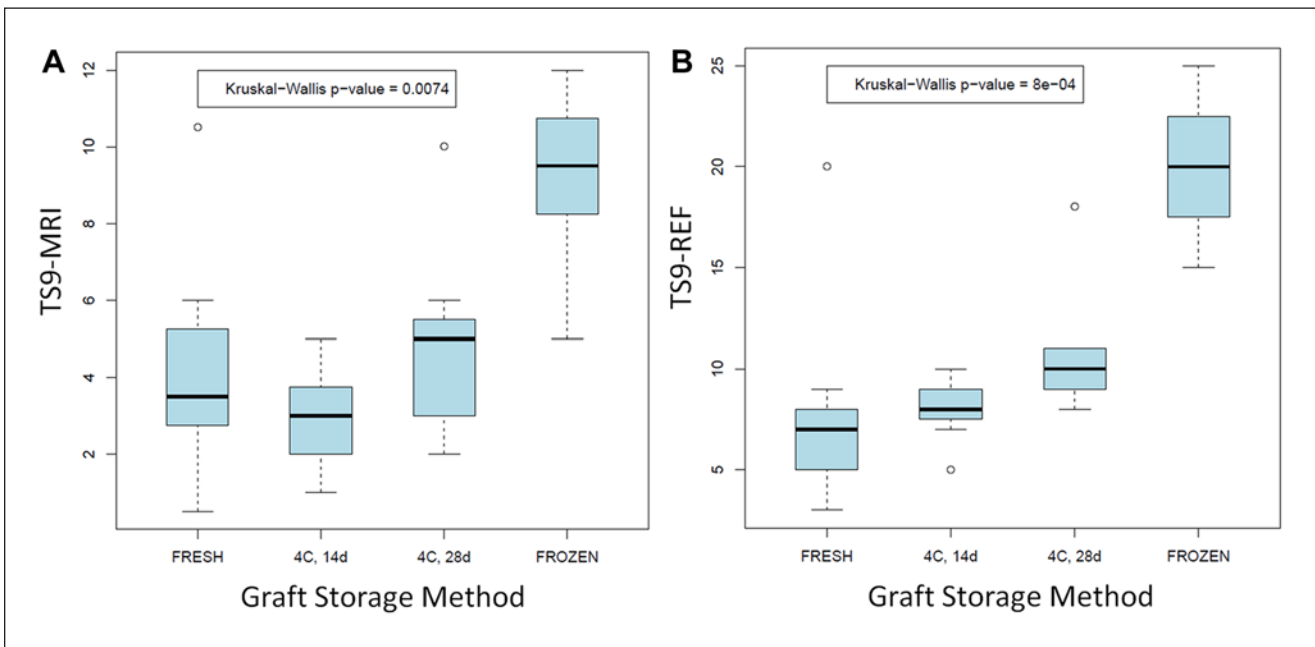 A
Kruskal-Wallis p-value = 0.0074
12
10
8
6
4
2
TS9-MRI
FRESH
4C, 14d
4C, 28d
FROZEN
Graft Storage Method
B
Kruskal-Wallis p-value = 8e-04
25
20
15
10
5
TS9-REF
FRESH
4C, 14d
4C, 28d
FROZEN
Graft Storage Method